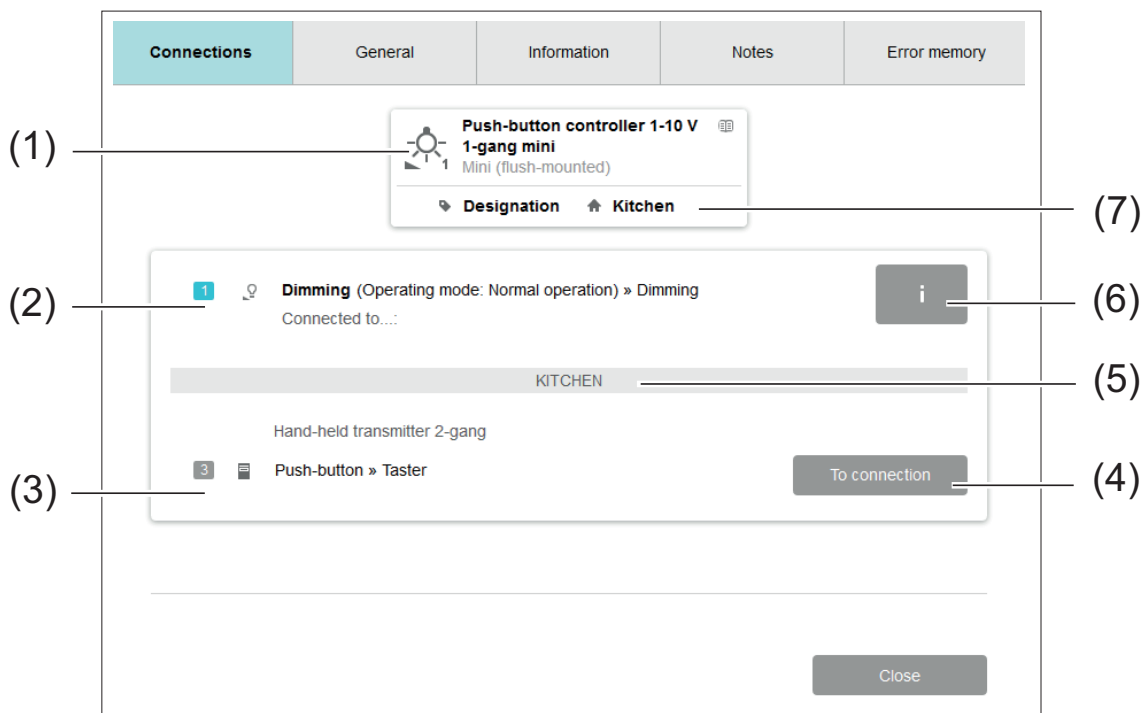 Connections General Information Notes Error memory
(1)
Push-button controller 1-10 V
1-gang mini
1
Mini (flush-mounted)
Designation Kitchen
(7)
(2)
1 Dimming (Operating mode: Normal operation) » Dimming
Connected to...:
i
(6)
KITCHEN
(5)
Hand-held transmitter 2-gang
(3)
3 Push-button » Taster
To connection
(4)
Close